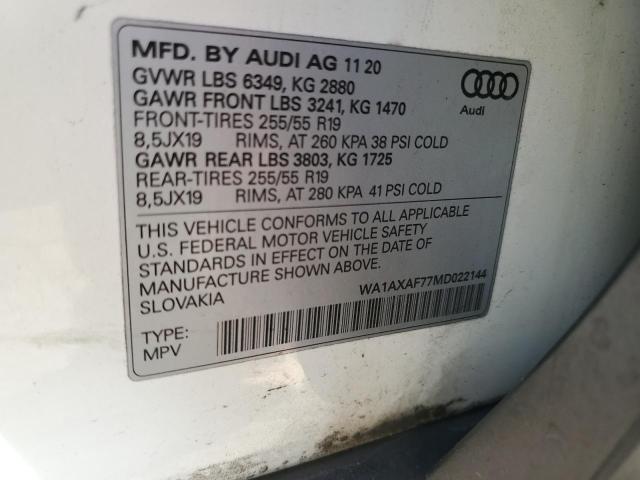 MFD. BY AUDI AG 11 20
GVWR LBS 6349, KG 2880
GAWR FRONT LBS 3241, KG 1470
FRONT-TIRES 255/55 R19
8,5JX19 RIMS, AT 260 KPA 38 PSI COLD
GAWR REAR LBS 3803, KG 1725
REAR-TIRES 255/55 R19
8,5JX19 RIMS, AT 280 KPA 41 PSI COLD
Audi
THIS VEHICLE CONFORMS TO ALL APPLICABLE
U.S. FEDERAL MOTOR VEHICLE SAFETY
STANDARDS IN EFFECT ON THE DATE OF
MANUFACTURE SHOWN ABOVE.
SLOVAKIA
WA1AXAF77MD022144
TYPE:
MPV